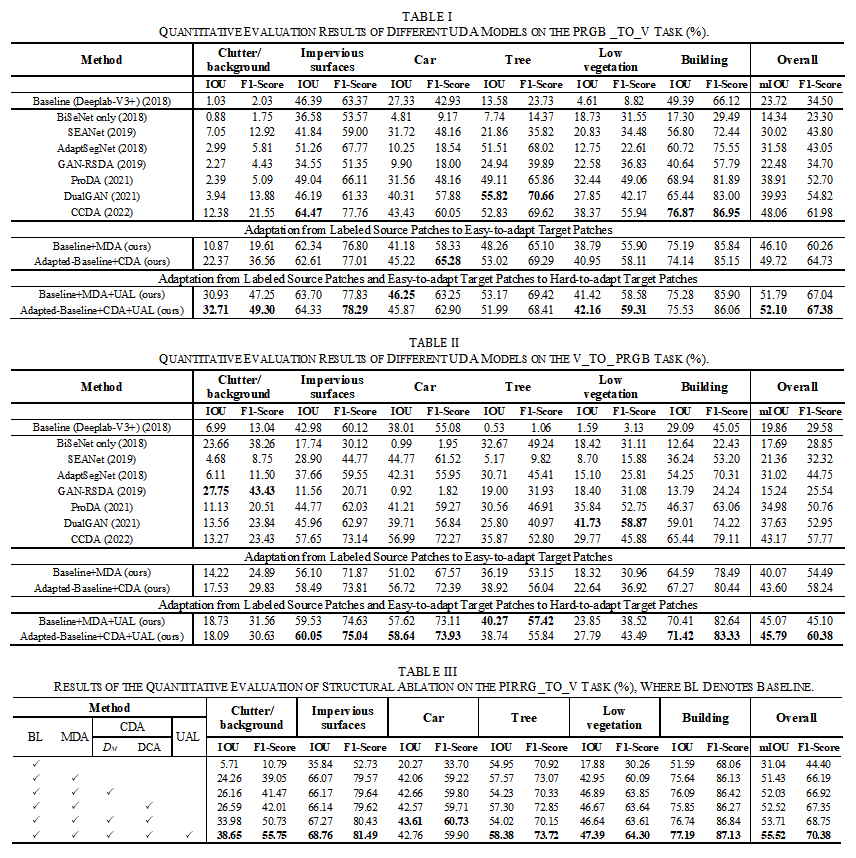 TABLE I
QUANTITATIVE EVALUATION RESULTS OF DIFFERENT UDA MODELS ON THE PRGB _TO_V TASK (%).
Method Clutter/ background Impervious surfaces Car Tree Low vegetation Building Overall
IOU F1-Score IOU F1-Score IOU F1-Score IOU F1-Score IOU F1-Score IOU F1-Score mIOU F1-Score
Baseline (Deeplab-V3+) (2018) 1.03 2.03 46.39 63.37 27.33 42.93 13.58 23.73 4.61 8.82 49.39 66.12 23.72 34.50
BiSeNet only (2018) 0.88 1.75 36.58 53.57 4.81 9.17 7.74 14.37 18.73 31.55 17.30 29.49 14.34 23.30
SEANet (2019) 7.05 12.92 41.84 59.00 31.72 48.16 21.86 35.82 20.83 34.48 56.80 72.44 30.02 43.80
AdaptSegNet (2018) 2.99 5.81 51.26 67.77 10.25 18.54 51.51 68.02 12.75 22.61 60.72 75.55 31.58 43.05
GAN-RSDA (2019) 2.27 4.43 34.55 51.35 9.90 18.00 24.94 39.89 22.58 36.83 40.64 57.79 22.48 34.70
ProDA (2021) 2.39 5.09 49.04 66.11 31.56 48.16 49.11 65.86 32.44 49.06 68.94 81.89 38.91 52.70
DualGAN (2021) 3.94 13.88 46.19 61.33 40.31 57.88 55.82 70.66 27.85 42.17 65.44 83.00 39.93 54.82
CCDA (2022) 12.38 21.55 64.47 77.76 43.43 60.05 52.83 69.62 38.37 55.94 76.87 86.95 48.06 61.98
Adaptation from Labeled Source Patches to Easy-to-adapt Target Patches
Baseline+MDA (ours) 10.87 19.61 62.34 76.80 41.18 58.33 48.26 65.10 38.79 55.90 75.19 85.84 46.10 60.26
Adapted-Baseline+CDA (ours) 22.37 36.56 62.61 77.01 45.22 65.28 53.02 69.29 40.95 58.11 74.14 85.15 49.72 64.73
Adaptation from Labeled Source Patches and Easy-to-adapt Target Patches to Hard-to-adapt Target Patches
Baseline+MDA+UAL (ours) 30.93 47.25 63.70 77.83 46.25 63.25 53.17 69.42 41.42 58.58 75.28 85.90 51.79 67.04
Adapted-Baseline+CDA+UAL (ours) 32.71 49.30 64.33 78.29 45.87 62.90 51.99 68.41 42.16 59.31 75.53 86.06 52.10 67.38
TABLE II
QUANTITATIVE EVALUATION RESULTS OF DIFFERENT UDA MODELS ON THE V_TO_ PRGB TASK (%).
Method Clutter/ background Impervious surfaces Car Tree Low vegetation Building Overall
IOU F1-Score IOU F1-Score IOU F1-Score IOU F1-Score IOU F1-Score IOU F1-Score mIOU F1-Score
Baseline (Deeplab-V3+) (2018) 6.99 13.04 42.98 60.12 38.01 55.08 0.53 1.06 1.59 3.13 29.09 45.05 19.86 29.58
BiSeNet only (2018) 23.66 38.26 17.74 30.12 0.99 1.95 32.67 49.24 18.42 31.11 12.64 22.43 17.69 28.85
SEANet (2019) 4.68 8.75 28.90 44.77 44.77 61.52 5.17 9.82 8.70 15.88 36.24 53.20 21.36 32.32
AdaptSegNet (2018) 6.11 11.50 37.66 59.55 42.31 55.95 30.71 45.41 15.10 25.81 54.25 70.31 31.02 44.75
GAN-RSDA (2019) 27.75 43.43 11.56 20.71 0.92 1.82 19.00 31.93 18.40 31.08 13.79 24.24 15.24 25.54
ProDA (2021) 11.13 20.51 44.77 62.03 41.21 59.27 30.56 46.91 35.84 52.75 46.37 63.06 34.98 50.76
DualGAN (2021) 13.56 23.84 45.96 62.97 39.71 56.84 25.80 40.97 41.73 58.87 59.01 74.22 37.63 52.95
CCDA (2022) 13.27 23.43 57.65 73.14 56.99 72.27 35.87 52.80 29.77 45.88 65.44 79.11 43.17 57.77
Adaptation from Labeled Source Patches to Easy-to-adapt Target Patches
Baseline+MDA (ours) 14.22 24.89 56.10 71.87 51.02 67.57 36.19 53.15 18.32 30.96 64.59 78.49 40.07 54.49
Adapted-Baseline+CDA (ours) 17.53 29.83 58.49 73.81 56.72 72.39 38.92 56.04 22.64 36.92 67.27 80.44 43.60 58.24
Adaptation from Labeled Source Patches and Easy-to-adapt Target Patches to Hard-to-adapt Target Patches
Baseline+MDA+UAL (ours) 18.73 31.56 59.53 74.63 57.62 73.11 40.27 57.42 23.85 38.52 70.41 82.64 45.07 45.10
Adapted-Baseline+CDA+UAL (ours) 18.09 30.63 60.05 75.04 58.64 73.93 38.74 55.84 27.79 43.49 71.42 83.33 45.79 60.38
TABLE III
RESULTS OF THE QUANTITATIVE EVALUATION OF STRUCTURAL ABLATION ON THE PIRRG _TO_V TASK (%), WHERE BL DENOTES BASELINE.
Method Clutter/ background Impervious surfaces Car Tree Low vegetation Building Overall
BL MDA CDA UAL
DM DCA IOU F1-Score IOU F1-Score IOU F1-Score IOU F1-Score IOU F1-Score IOU F1-Score mIOU F1-Score
✓ 5.71 10.79 35.84 52.73 20.27 33.70 54.95 70.92 17.88 30.26 51.59 68.06 31.04 44.40
✓ ✓ 24.26 39.05 66.07 79.57 42.06 59.22 57.57 73.07 42.95 60.09 75.64 86.13 51.43 66.19
✓ ✓ ✓ 26.16 41.47 66.17 79.64 42.66 59.80 54.23 70.33 46.89 63.85 76.09 86.42 52.03 66.92
✓ ✓ ✓ 26.59 42.01 66.14 79.62 42.57 59.71 57.30 72.85 46.67 63.64 75.85 86.27 52.52 67.35
✓ ✓ ✓ ✓ 33.98 50.73 67.27 80.43 43.61 60.73 54.02 70.15 46.64 63.61 76.74 86.84 53.71 68.75
✓ ✓ ✓ ✓ ✓ 38.65 55.75 68.76 81.49 42.76 59.90 58.38 73.72 47.39 64.30 77.19 87.13 55.52 70.38